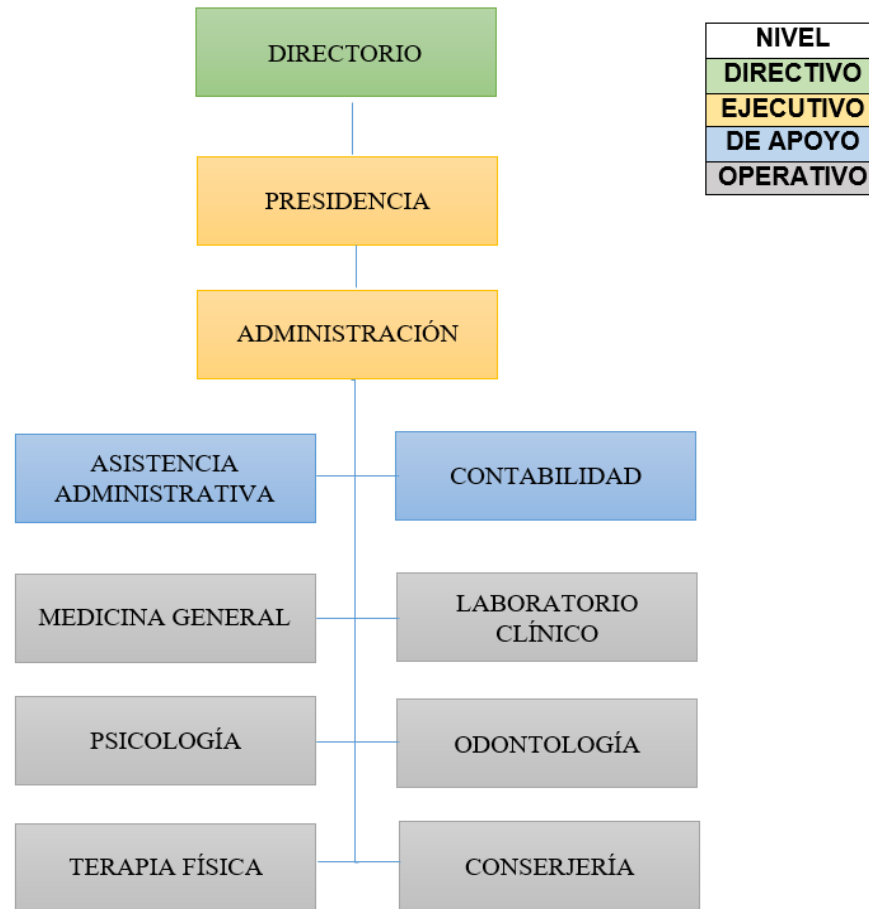 DIRECTORIO
PRESIDENCIA
ADMINISTRACIÓN
ASISTENCIA
ADMINISTRATIVA
CONTABILIDAD
MEDICINA GENERAL
LABORATORIO
CLÍNICO
PSICOLOGÍA
ODONTOLOGÍA
TERAPIA FÍSICA
CONSERJERÍA
NIVEL
DIRECTIVO
EJECUTIVO
DE APOYO
OPERATIVO